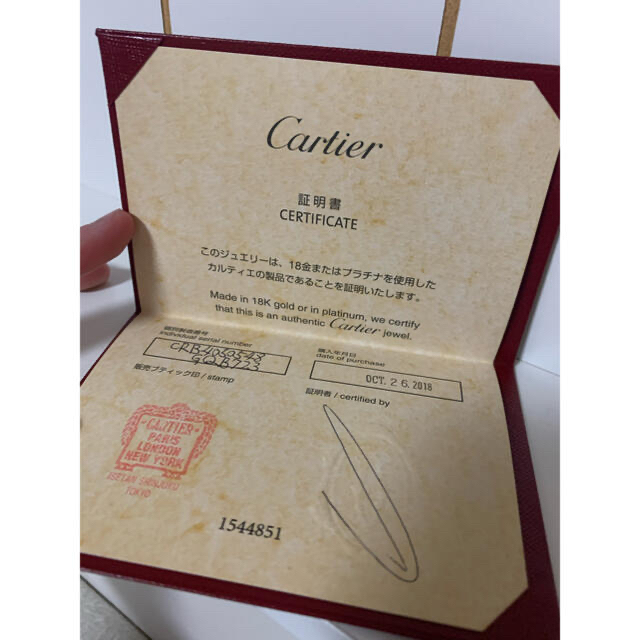 Cartier
証明書
CERTIFICATE
このジュエリーは、18金またはプラチナを使用した
カルティエの製品であることを証明いたします。
Made in 18K gold or in platinum, we certify
that this is an authentic Cartier jewel.
個別製造番号
individual serial number
購入年月日
date of purchase
OCT. 26. 2018
販売ブティック印 / stamp
証明者 / certified by
CARTIER
PARIS
LONDON
NEW YORK
ISETAN SHINJUKU
TOKYO
1544851